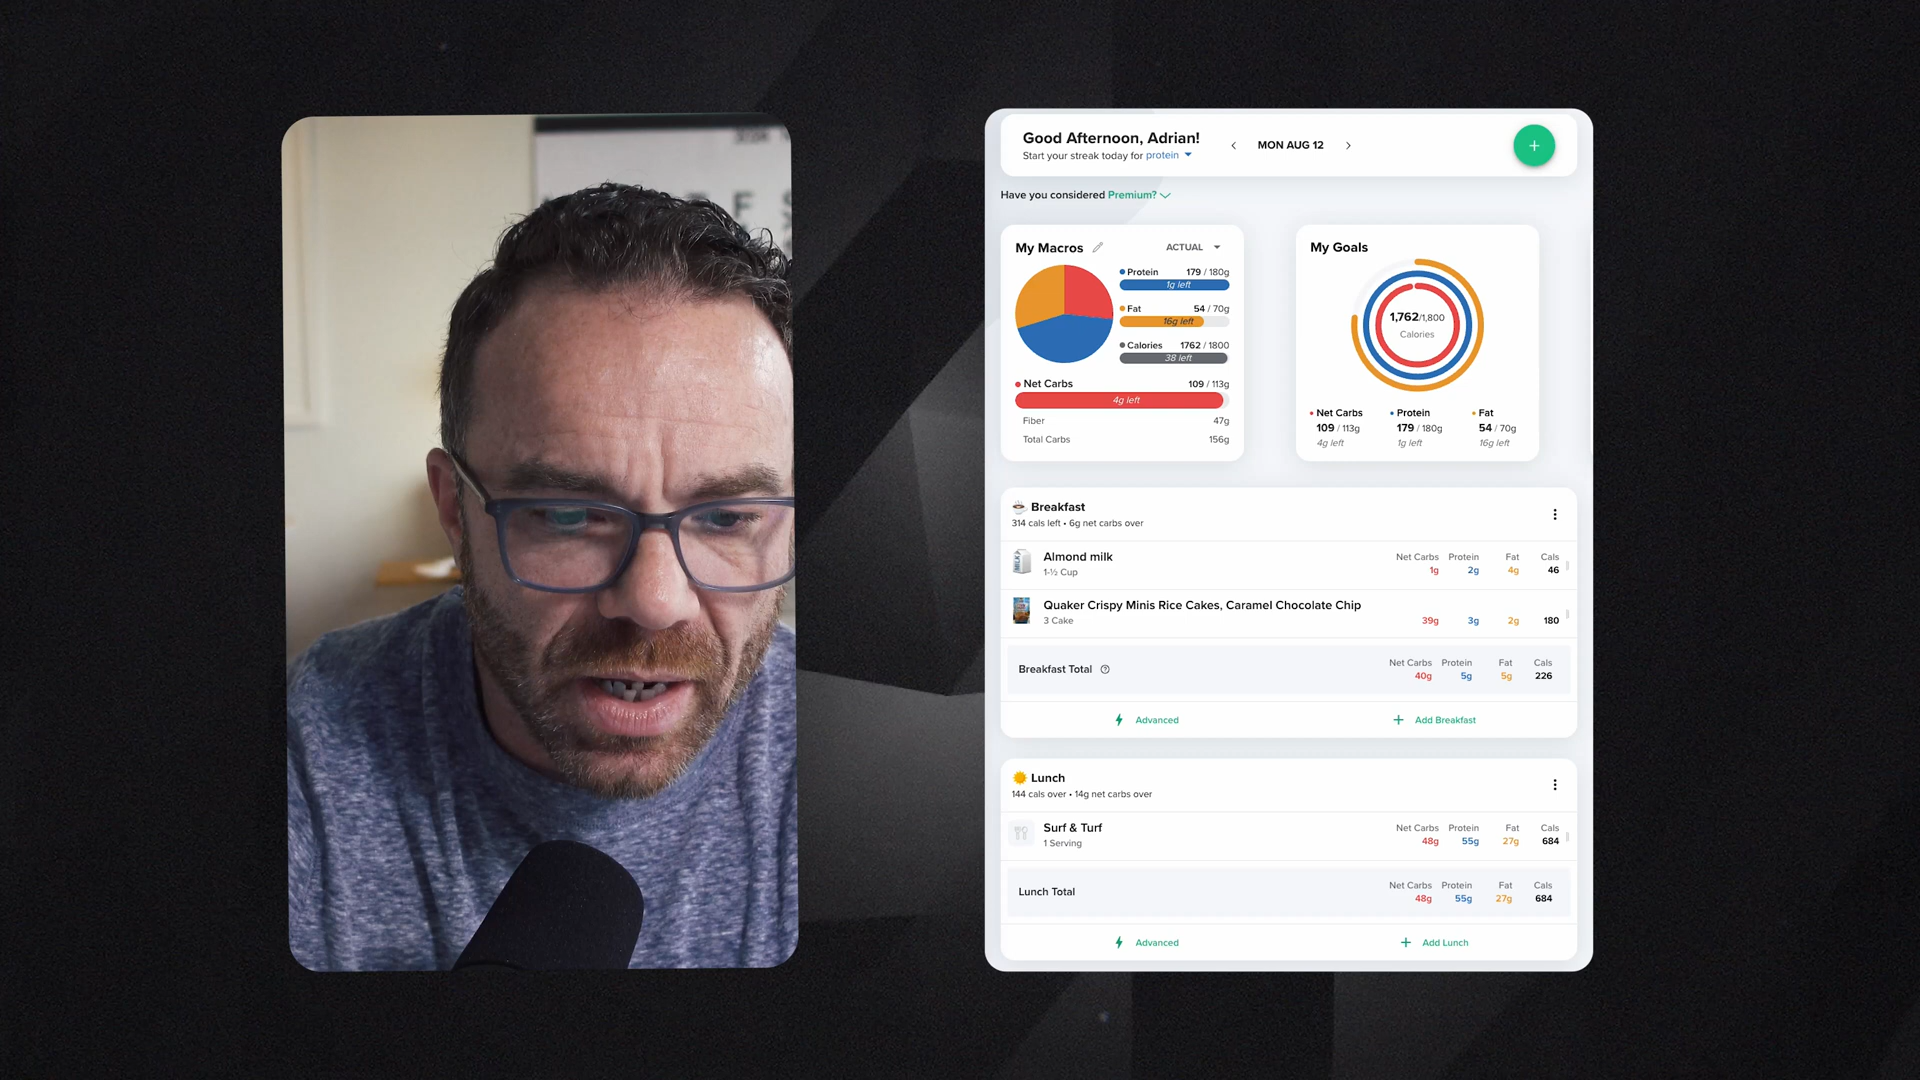 F
Good Afternoon, Adrian!
Start your streak today for protein
MON AUG 12
Have you considered Premium?
My Macros
ACTUAL
Protein 179 / 180g
1g left
Fat 54 / 70g
16g left
Calories 1762 / 1800
38 left
Net Carbs 109 / 113g
4g left
Fiber 47g
Total Carbs 156g
My Goals
1,762/1,800
Calories
Net Carbs Protein Fat
109 / 113g 179 / 180g 54 / 70g
4g left 1g left 16g left
Breakfast
314 cals left • 6g net carbs over
Almond milk
1-½ Cup
Net Carbs Protein Fat Cals
1g 2g 4g 46
Quaker Crispy Minis Rice Cakes, Caramel Chocolate Chip
3 Cake
39g 3g 2g 180
Breakfast Total
Net Carbs Protein Fat Cals
40g 5g 5g 226
Advanced
Add Breakfast
Lunch
144 cals over • 14g net carbs over
Surf & Turf
1 Serving
Net Carbs Protein Fat Cals
48g 55g 27g 684
Lunch Total
Net Carbs Protein Fat Cals
48g 55g 27g 684
Advanced
Add Lunch